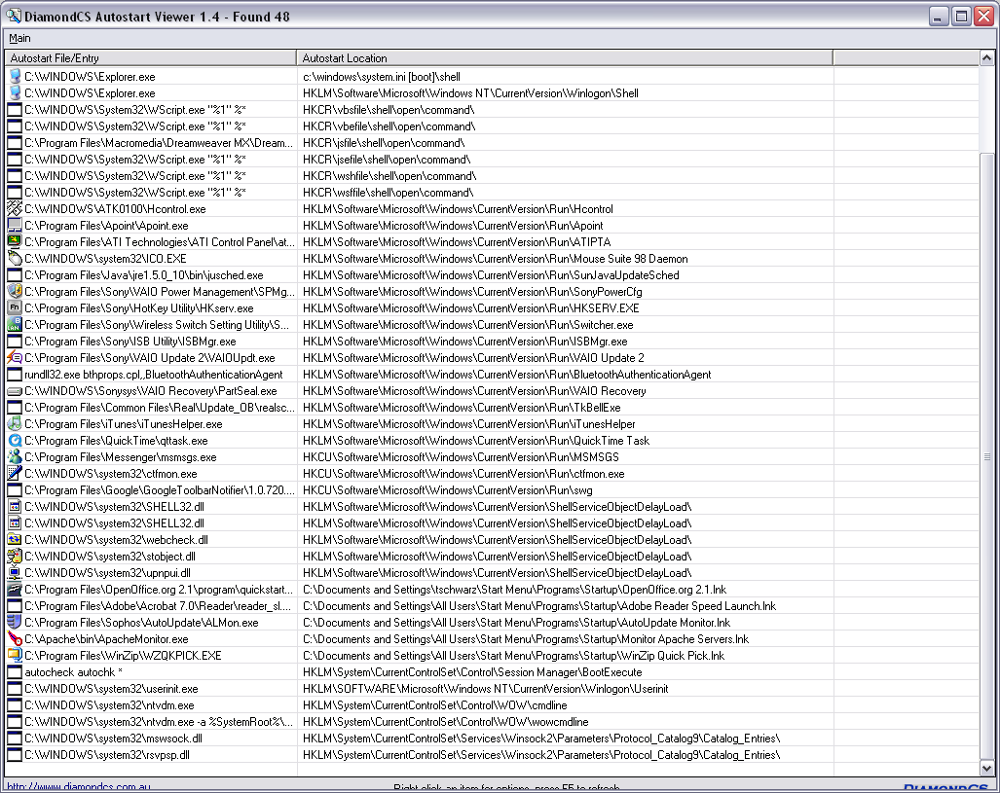 DiamondCS Autostart Viewer 1.4 - Found 48
Main
Autostart File/Entry Autostart Location
C:\WINDOWS\Explorer.exe c:\windows\system.ini [boot]\shell
C:\WINDOWS\Explorer.exe HKLM\Software\Microsoft\Windows NT\CurrentVersion\Winlogon\Shell
C:\WINDOWS\System32\WScript.exe "%1" %* HKCR\vbsfile\shell\open\command\
C:\WINDOWS\System32\WScript.exe "%1" %* HKCR\vbefile\shell\open\command\
C:\Program Files\Macromedia\Dreamweaver MX\Dream... HKCR\jsfile\shell\open\command\
C:\WINDOWS\System32\WScript.exe "%1" %* HKCR\jsefile\shell\open\command\
C:\WINDOWS\System32\WScript.exe "%1" %* HKCR\wshfile\shell\open\command\
C:\WINDOWS\System32\WScript.exe "%1" %* HKCR\wsffile\shell\open\command\
C:\WINDOWS\ATK0100\Hcontrol.exe HKLM\Software\Microsoft\Windows\CurrentVersion\Run\Hcontrol
C:\Program Files\Apoint\Apoint.exe HKLM\Software\Microsoft\Windows\CurrentVersion\Run\Apoint
C:\Program Files\ATI Technologies\ATI Control Panel\at... HKLM\Software\Microsoft\Windows\CurrentVersion\Run\ATIPTA
C:\WINDOWS\system32\ICO.EXE HKLM\Software\Microsoft\Windows\CurrentVersion\Run\Mouse Suite 98 Daemon
C:\Program Files\Java\jre1.5.0_10\bin\jusched.exe HKLM\Software\Microsoft\Windows\CurrentVersion\Run\SunJavaUpdateSched
C:\Program Files\Sony\VAIO Power Management\SPMg... HKLM\Software\Microsoft\Windows\CurrentVersion\Run\SonyPowerCfg
C:\Program Files\Sony\HotKey Utility\HKserv.exe HKLM\Software\Microsoft\Windows\CurrentVersion\Run\HKSERV.EXE
C:\Program Files\Sony\Wireless Switch Setting Utility\S... HKLM\Software\Microsoft\Windows\CurrentVersion\Run\Switcher.exe
C:\Program Files\Sony\ISB Utility\ISBMgr.exe HKLM\Software\Microsoft\Windows\CurrentVersion\Run\ISBMgr.exe
C:\Program Files\Sony\VAIO Update 2\VAIOUpdt.exe HKLM\Software\Microsoft\Windows\CurrentVersion\Run\VAIO Update 2
rundll32.exe bthprops.cpl,,BluetoothAuthenticationAgent HKLM\Software\Microsoft\Windows\CurrentVersion\Run\BluetoothAuthenticationAgent
C:\WINDOWS\Sonysys\VAIO Recovery\PartSeal.exe HKLM\Software\Microsoft\Windows\CurrentVersion\Run\VAIO Recovery
C:\Program Files\Common Files\Real\Update_OB\realsc... HKLM\Software\Microsoft\Windows\CurrentVersion\Run\TkBellExe
C:\Program Files\iTunes\iTunesHelper.exe HKLM\Software\Microsoft\Windows\CurrentVersion\Run\iTunesHelper
C:\Program Files\QuickTime\qttask.exe HKLM\Software\Microsoft\Windows\CurrentVersion\Run\QuickTime Task
C:\Program Files\Messenger\msmsgs.exe HKCU\Software\Microsoft\Windows\CurrentVersion\Run\MSMSGS
C:\WINDOWS\system32\ctfmon.exe HKCU\Software\Microsoft\Windows\CurrentVersion\Run\ctfmon.exe
C:\Program Files\Google\GoogleToolbarNotifier\1.0.720.... HKCU\Software\Microsoft\Windows\CurrentVersion\Run\swg
C:\WINDOWS\system32\SHELL32.dll HKLM\Software\Microsoft\Windows\CurrentVersion\ShellServiceObjectDelayLoad\
C:\WINDOWS\system32\SHELL32.dll HKLM\Software\Microsoft\Windows\CurrentVersion\ShellServiceObjectDelayLoad\
C:\WINDOWS\system32\webcheck.dll HKLM\Software\Microsoft\Windows\CurrentVersion\ShellServiceObjectDelayLoad\
C:\WINDOWS\system32\stobject.dll HKLM\Software\Microsoft\Windows\CurrentVersion\ShellServiceObjectDelayLoad\
C:\WINDOWS\system32\upnpui.dll HKLM\Software\Microsoft\Windows\CurrentVersion\ShellServiceObjectDelayLoad\
C:\Program Files\OpenOffice.org 2.1\program\quickstart... C:\Documents and Settings\tschwarz\Start Menu\Programs\Startup\OpenOffice.org 2.1.lnk
C:\Program Files\Adobe\Acrobat 7.0\Reader\reader_sl.... C:\Documents and Settings\All Users\Start Menu\Programs\Startup\Adobe Reader Speed Launch.lnk
C:\Program Files\Sophos\AutoUpdate\ALMon.exe C:\Documents and Settings\All Users\Start Menu\Programs\Startup\AutoUpdate Monitor.lnk
C:\Apache\bin\ApacheMonitor.exe C:\Documents and Settings\All Users\Start Menu\Programs\Startup\Monitor Apache Servers.lnk
C:\Program Files\WinZip\WZQKPICK.EXE C:\Documents and Settings\All Users\Start Menu\Programs\Startup\WinZip Quick Pick.lnk
autocheck autochk * HKLM\System\CurrentControlSet\Control\Session Manager\BootExecute
C:\WINDOWS\system32\userinit.exe HKLM\SOFTWARE\Microsoft\Windows NT\CurrentVersion\Winlogon\Userinit
C:\WINDOWS\system32\ntvdm.exe HKLM\System\CurrentControlSet\Control\WOW\cmdline
C:\WINDOWS\system32\ntvdm.exe -a %SystemRoot%\... HKLM\System\CurrentControlSet\Control\WOW\wowcmdline
C:\WINDOWS\system32\mswsock.dll HKLM\System\CurrentControlSet\Services\Winsock2\Parameters\Protocol_Catalog9\Catalog_Entries\
C:\WINDOWS\system32\rsvpsp.dll HKLM\System\CurrentControlSet\Services\Winsock2\Parameters\Protocol_Catalog9\Catalog_Entries\
http://www.diamondcs.com.au Right click an item for options, press F5 to refresh DIAMONDCS